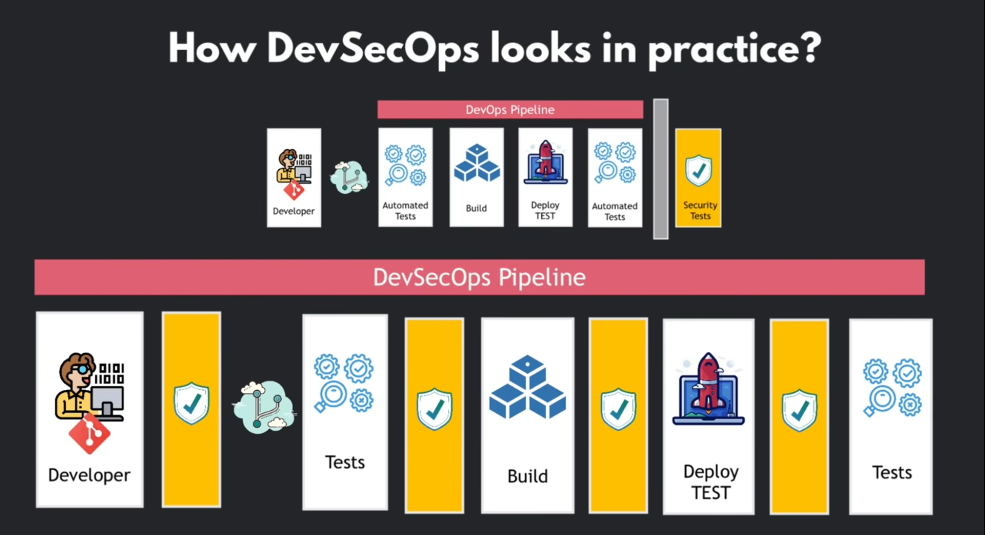 How DevSecOps looks in practice?
DevOps Pipeline
Developer
Automated
Tests
Build
Deploy
TEST
Automated
Tests
Security
Tests
DevSecOps Pipeline
Developer
Tests
Build
Deploy
TEST
Tests